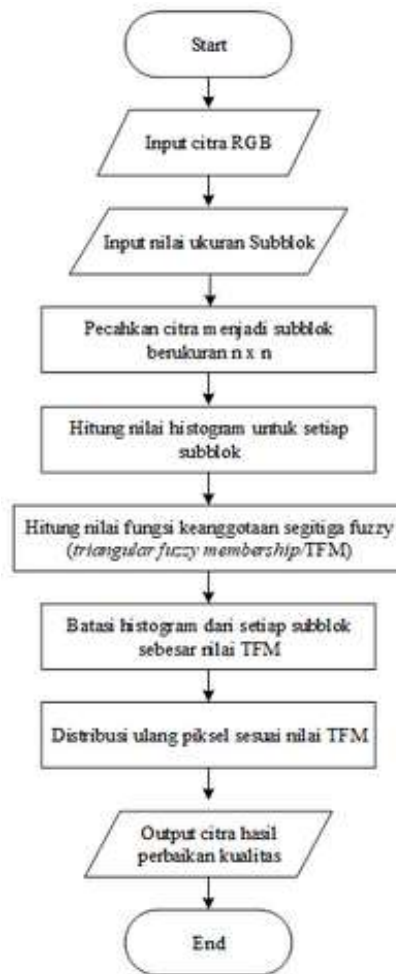 Start
Input citra RGB
Input nilai ukuran Subblok
Pecahkan citra menjadi subblok
berukuran n x n
Hitung nilai histogram untuk setiap
subblok
Hitung nilai fungsi keanggotaan segitiga fuzzy
(triangular fuzzy membership/TFM)
Batasi histogram dari setiap subblok
sebesar nilai TFM
Distribusi ulang piksel sesuai nilai TFM
Output citra hasil
perbaikan kualitas
End